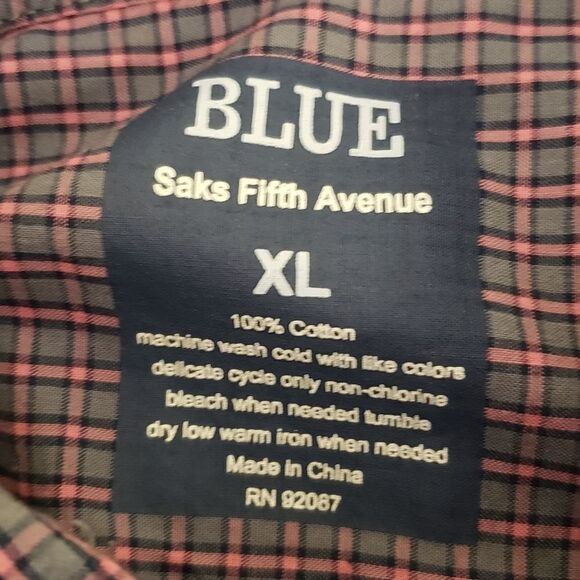 BLUE
Saks Fifth Avenue
XL
100% Cotton
machine wash cold with like colors
delicate cycle only non-chlorine
bleach when needed tumble
dry low warm iron when needed
Made in China
RN 92067